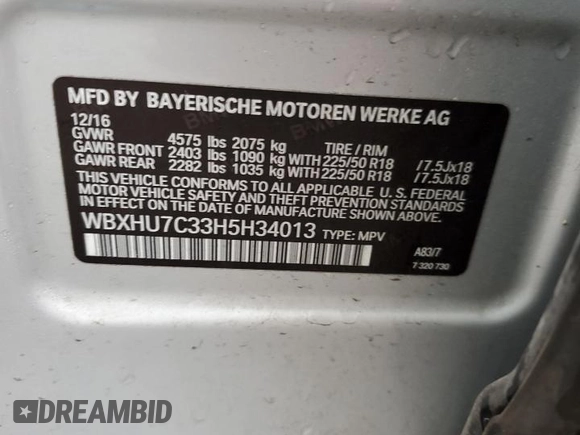 MFD BY BAYERISCHE MOTOREN WERKE AG
12/16
GVWR 4575 lbs 2075 kg TIRE / RIM
GAWR FRONT 2403 lbs 1090 kg WITH 225/50 R18 /7.5Jx18
GAWR REAR 2282 lbs 1035 kg WITH 225/50 R18 /7.5Jx18
THIS VEHICLE CONFORMS TO ALL APPLICABLE U. S. FEDERAL
MOTOR VEHICLE SAFETY AND THEFT PREVENTION STANDARDS
IN EFFECT ON THE DATE OF MANUFACTURE SHOWN ABOVE.
WBXHU7C33H5H34013 TYPE: MPV
A83/7
7 320 730
DREAMBID